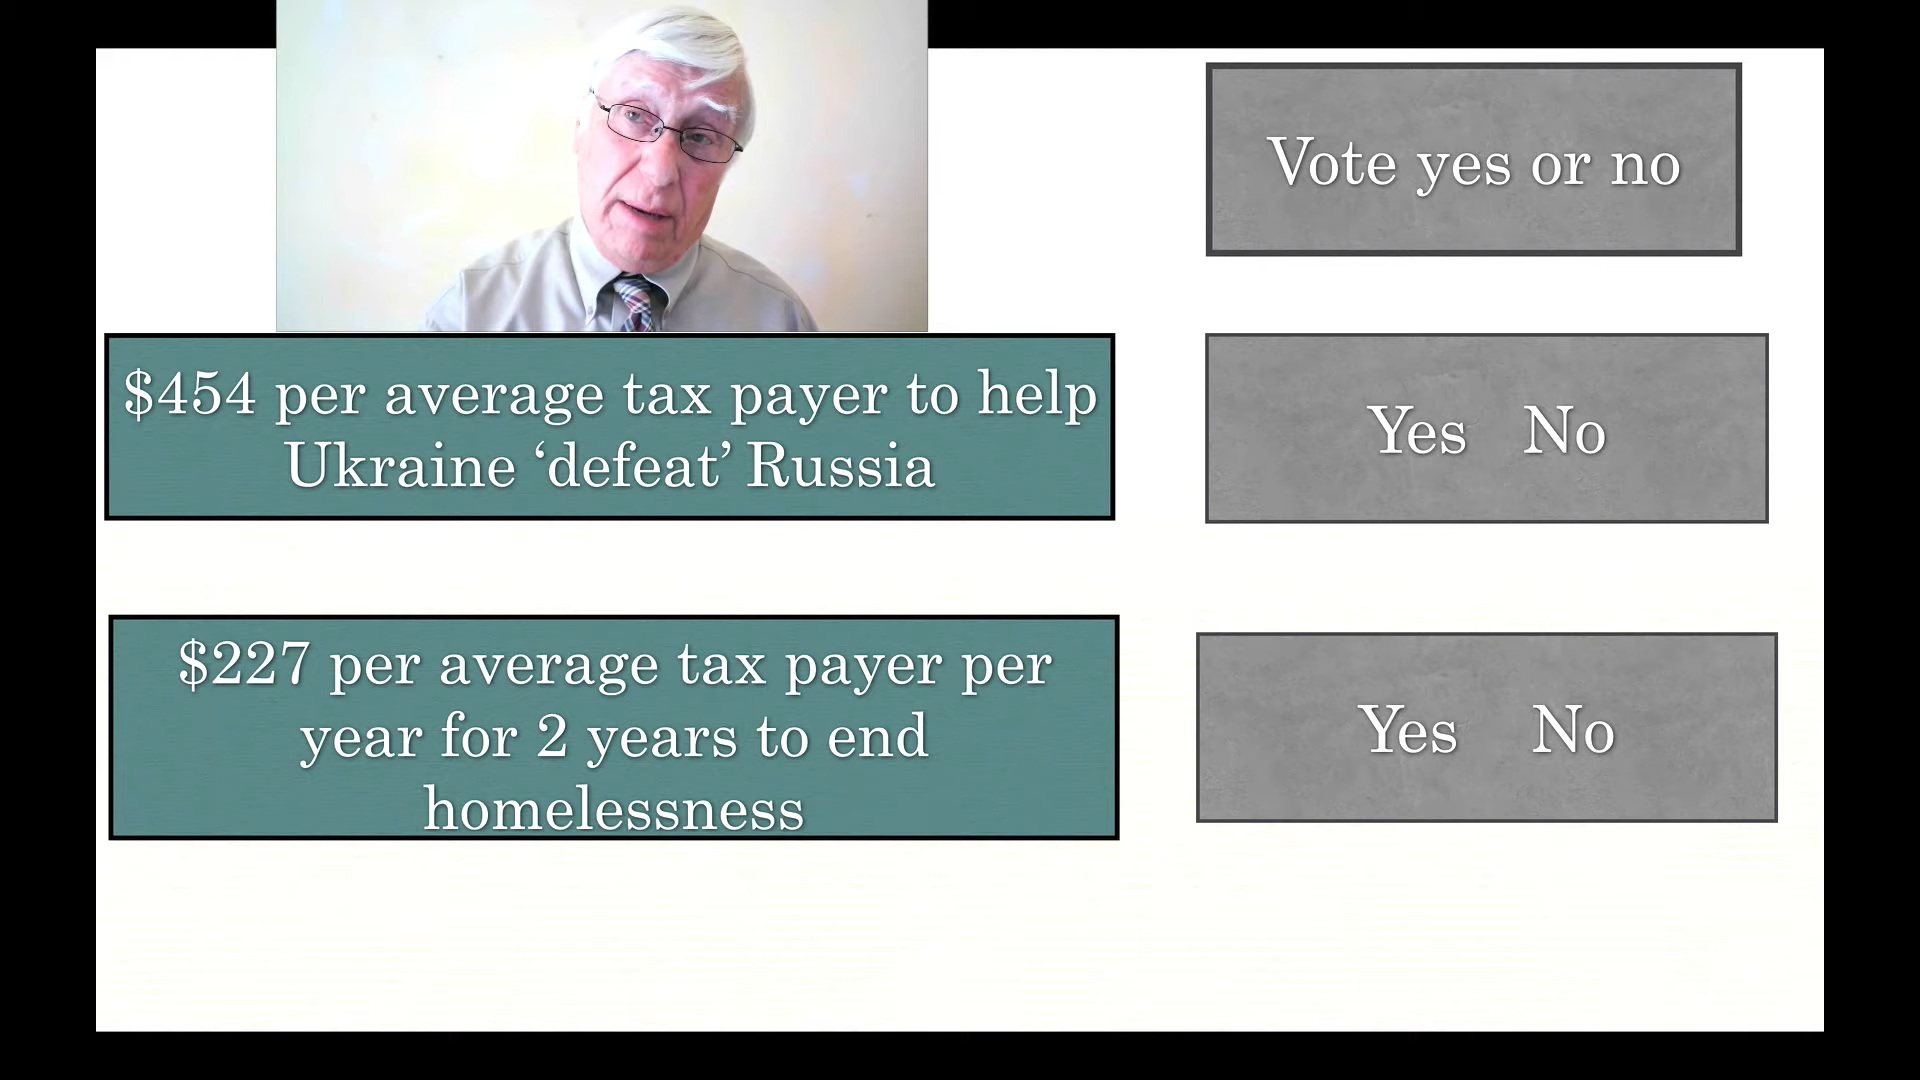 Vote yes or no
$454 per average tax payer to help
Ukraine ‘defeat’ Russia
Yes No
$227 per average tax payer per
year for 2 years to end
homelessness
Yes No